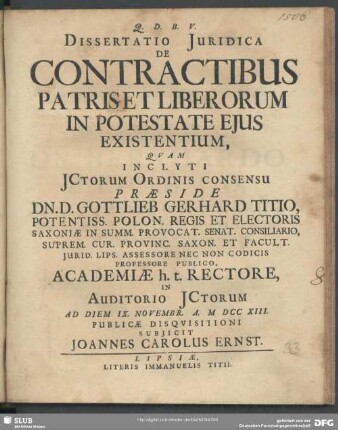 Q. D. B. V.
DISSERTATIO JURIDICA
DE
CONTRACTIBUS
PATRIS ET LIBERORUM
IN POTESTATE EJUS
EXISTENTIUM,
QVAM
INCLYTI
JCTORUM ORDINIS CONSENSU
PRÆSIDE
DN. D. GOTTLIEB GERHARD TITIO,
POTENTISS. POLON. REGIS ET ELECTORIS
SAXONIÆ IN SUMM. PROVOCAT. SENAT. CONSILIARIO,
SUPREM. CUR. PROVINC. SAXON. ET FACULT.
JURID. LIPS. ASSESSORE NEC NON CODICIS
PROFESSORE PUBLICO,
ACADEMIÆ h. t. RECTORE,
IN
AUDITORIO JCTORUM
AD DIEM IX. NOVEMBR. A. M DCC XIII.
PUBLICÆ DISQVISITIONI
SUBJICIT
JOANNES CAROLUS ERNST.
LIPSIÆ,
LITERIS IMMANUELIS TITII.
SLUB
DFG